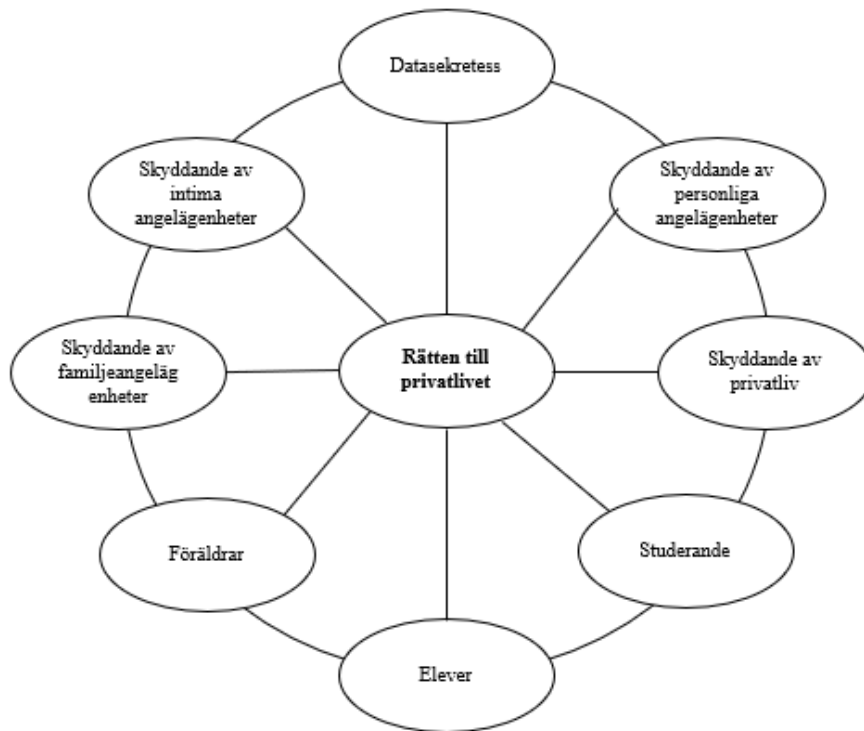 Datasekretess
Skyddande av
intima
angelägenheter
Skyddande av
personliga
angelägenheter
Skyddande av
familjeangeläg
enheter
Rätten till
privatlivet
Skyddande av
privatliv
Föräldrar
Studerande
Elever